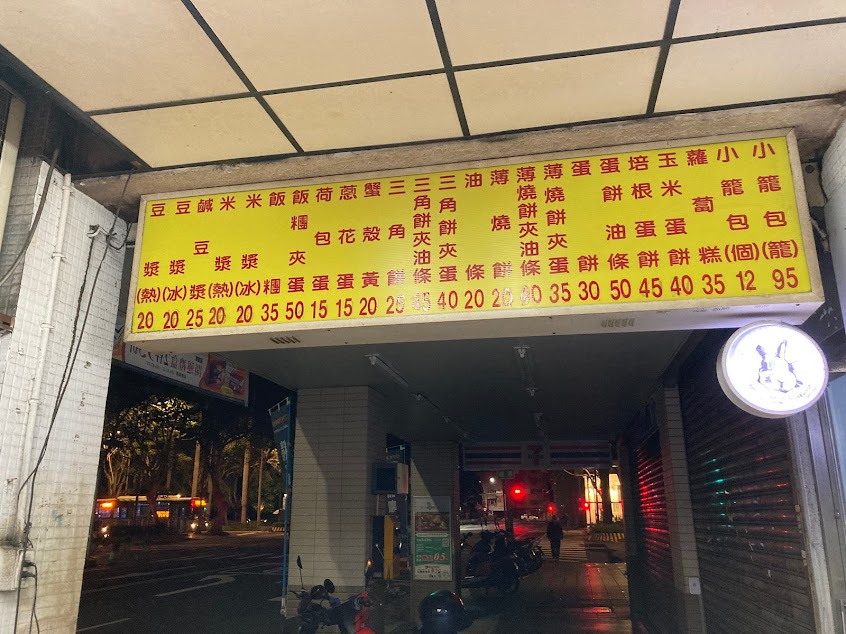 豆漿(熱) 20
豆漿(冰) 20
鹹豆漿 25
米漿(熱) 20
米漿(冰) 20
飯糰 35
飯糰夾蛋 50
荷包蛋 15
蔥花蛋 15
蟹殼黃 20
三角餅 25
三角餅夾油條 45
三角餅夾蛋 40
油條 20
薄燒餅 20
薄燒餅夾油條 40
薄燒餅夾蛋 35
蛋餅 30
蛋餅油條 50
培根蛋餅 45
玉米蛋餅 40
蘿蔔糕 35
小籠包(個) 12
小籠包(籠) 95